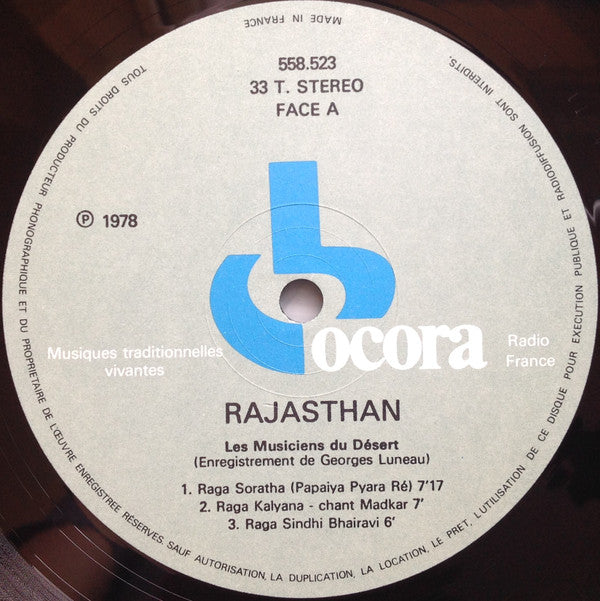 MADE IN FRANCE
558.523
33 T. STEREO
FACE A
℗ 1978
ocora
Musiques traditionnelles
vivantes
Radio
France
RAJASTHAN
Les Musiciens du Désert
(Enregistrement de Georges Luneau)
1. Raga Soratha (Papaiya Pyara Ré) 7'17
2. Raga Kalyana - chant Madkar 7'
3. Raga Sindhi Bhairavi 6'
TOUS DROITS DU PRODUCTEUR PHONOGRAPHIQUE ET DU PROPRIETAIRE DE L'ŒUVRE ENREGISTREE RÉSERVES. SAUF AUTORISATION, LA DUPLICATION, LA LOCATION, LE PRET, L'UTILISATION DE CE DISQUE POUR EXECUTION PUBLIQUE ET RADIODIFFUSION SONT INTERDITS.